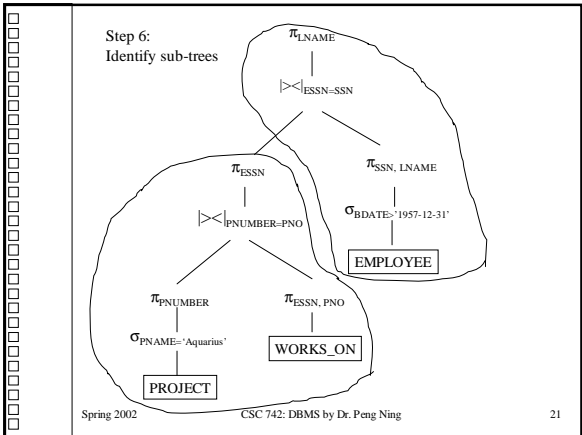 Step 6:
Identify sub-trees
πLNAME
|><|ESSN=SSN
πESSN
πSSN, LNAME
|><|PNUMBER=PNO
σBDATE>'1957-12-31'
EMPLOYEE
πPNUMBER
πESSN, PNO
σPNAME='Aquarius'
WORKS_ON
PROJECT
Spring 2002
CSC 742: DBMS by Dr. Peng Ning
21